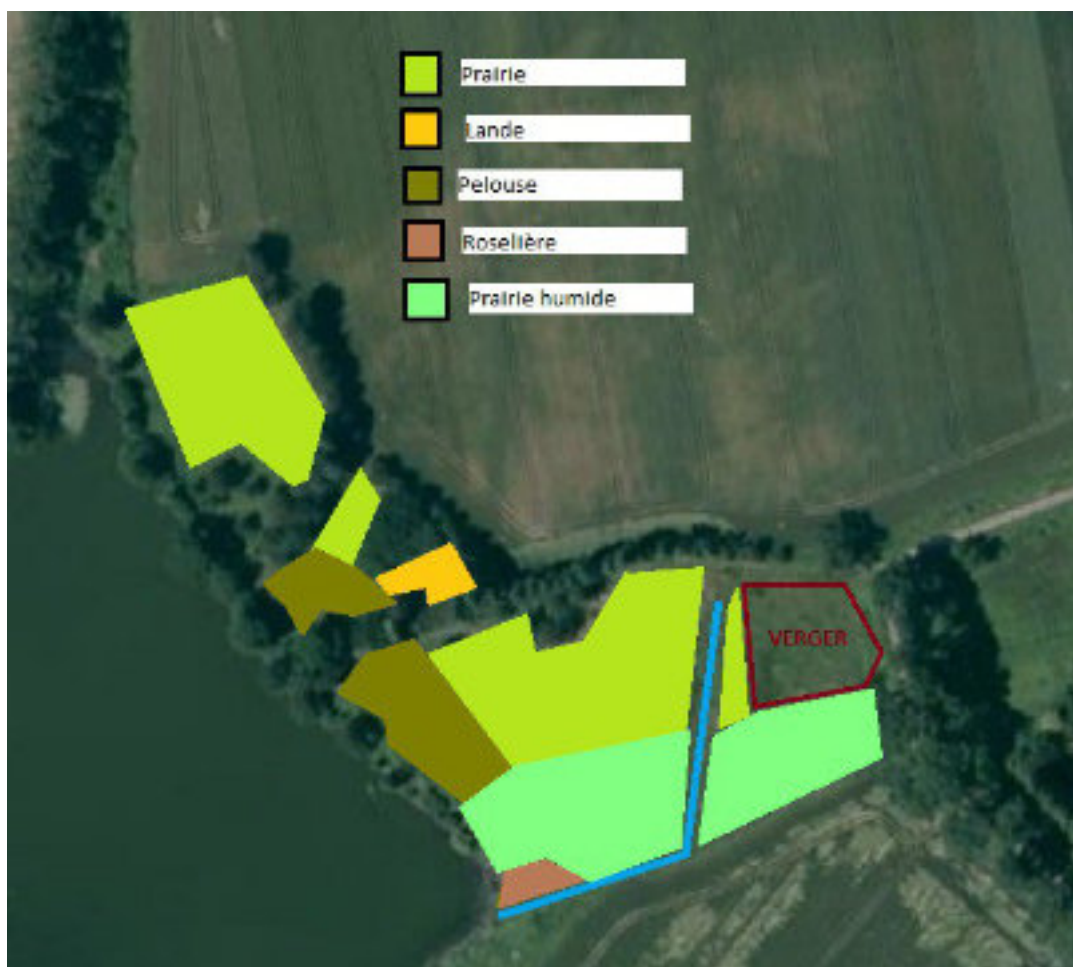 Prairie
Lande
Pelouse
Roselière
Prairie humide
VERGER